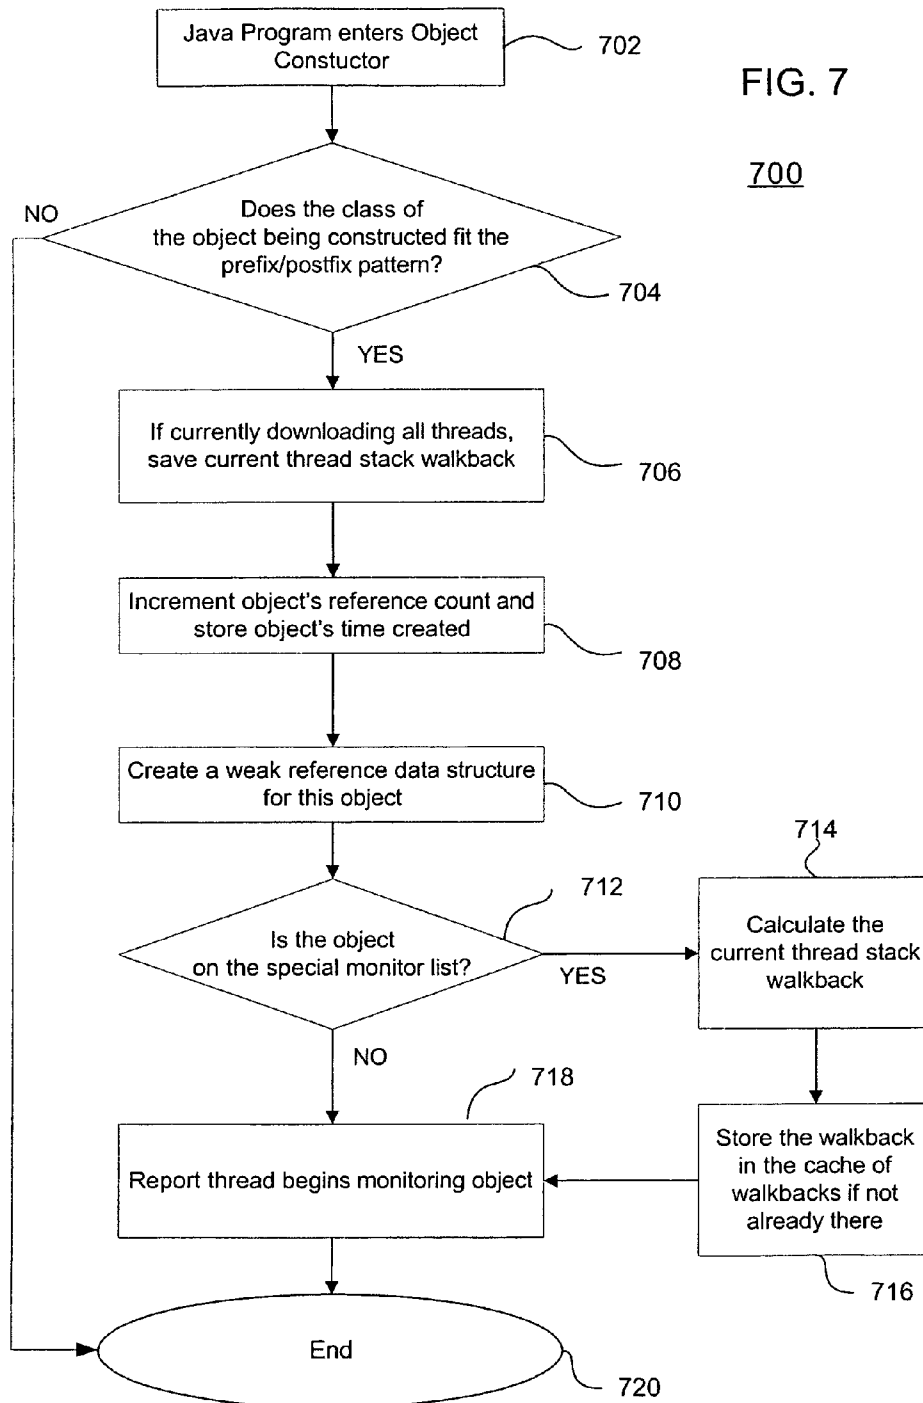 Java Program enters Object
Constuctor
702
FIG. 7
700
NO
Does the class of
the object being constructed fit the
prefix/postfix pattern?
704
YES
If currently downloading all threads,
save current thread stack walkback
706
Increment object's reference count and
store object's time created
708
Create a weak reference data structure
for this object
710
712
714
Is the object
on the special monitor list?
YES
Calculate the
current thread stack
walkback
NO
718
Report thread begins monitoring object
Store the walkback
in the cache of
walkbacks if not
already there
716
End
720